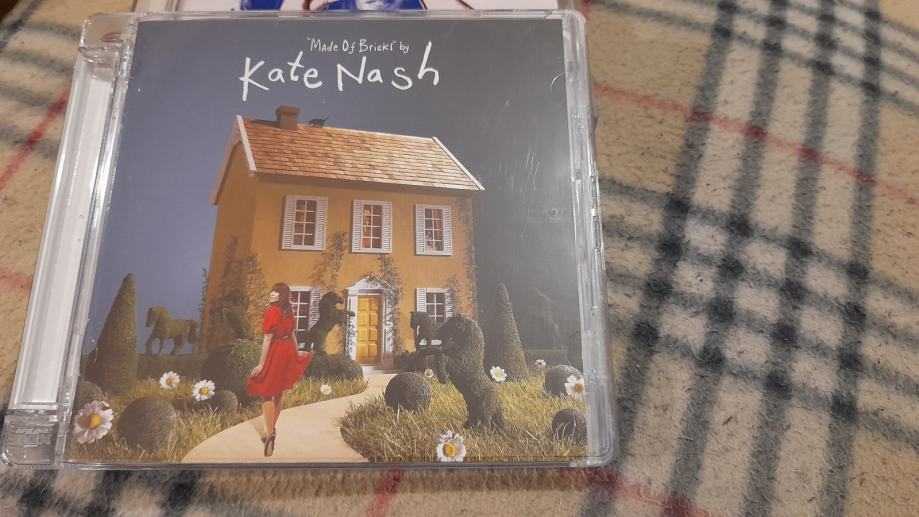 "Made Of Bricks" by
Kate Nash